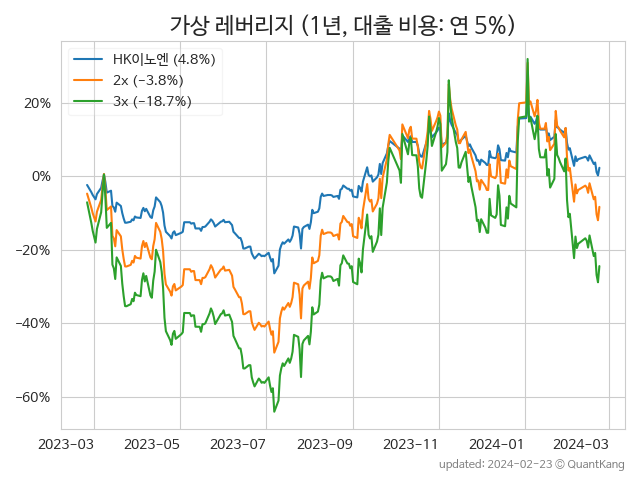 가상 레버리지 (1년, 대출 비용: 연 5%)
HK이노엔 (4.8%)
2x (−3.8%)
3x (−18.7%)
20%
0%
−20%
−40%
−60%
2023-03 2023-05 2023-07 2023-09 2023-11 2024-01 2024-03
updated: 2024-02-23 © QuantKang